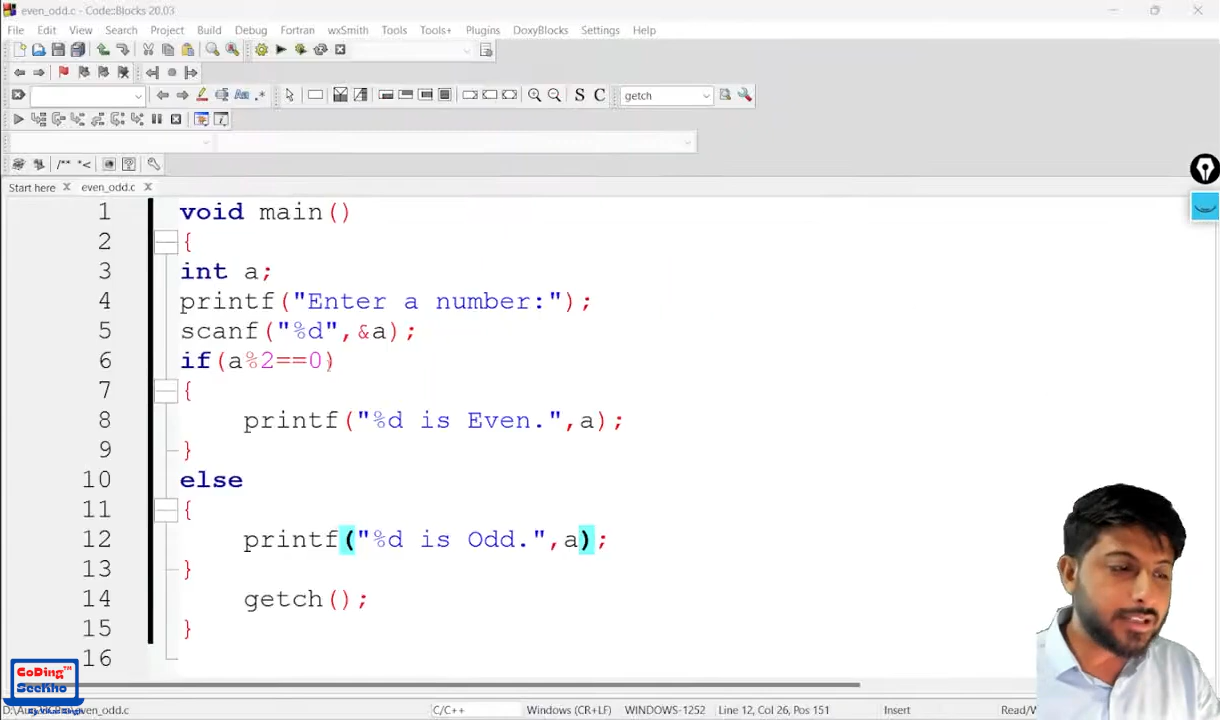 even_odd.c - Code::Blocks 20.03
File Edit View Search Project Build Debug Fortran wxSmith Tools Tools+ Plugins DoxyBlocks Settings Help
S C getch
/** *<
Start here even_odd.c
1 void main()
2 {
3 int a;
4 printf("Enter a number:");
5 scanf("%d",&a);
6 if(a%2==0)
7 {
8 printf("%d is Even.",a);
9 }
10 else
11 {
12 printf("%d is Odd.",a);
13 }
14 getch();
15 }
16
CoDing™
SeeKho
even_odd.c C/C++ Windows (CR+LF) WINDOWS-1252 Line 12, Col 26, Pos 151 Insert Read/W